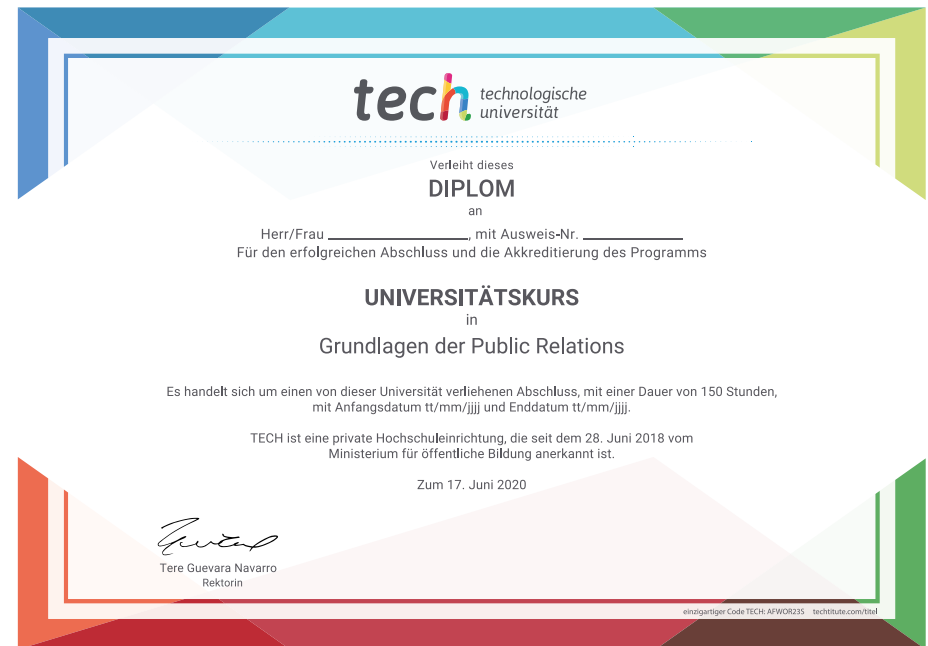 tech technologische
universität
Verleiht dieses
DIPLOM
an
Herr/Frau ____________________, mit Ausweis-Nr. ______________
Für den erfolgreichen Abschluss und die Akkreditierung des Programms
UNIVERSITÄTSKURS
in
Grundlagen der Public Relations
Es handelt sich um einen von dieser Universität verliehenen Abschluss, mit einer Dauer von 150 Stunden,
mit Anfangsdatum tt/mm/jjjj und Enddatum tt/mm/jjjj.
TECH ist eine private Hochschuleinrichtung, die seit dem 28. Juni 2018 vom
Ministerium für öffentliche Bildung anerkannt ist.
Zum 17. Juni 2020
Tere Guevara Navarro
Rektorin
einzigartiger Code TECH: AFWOR23S techtitute.com/titel